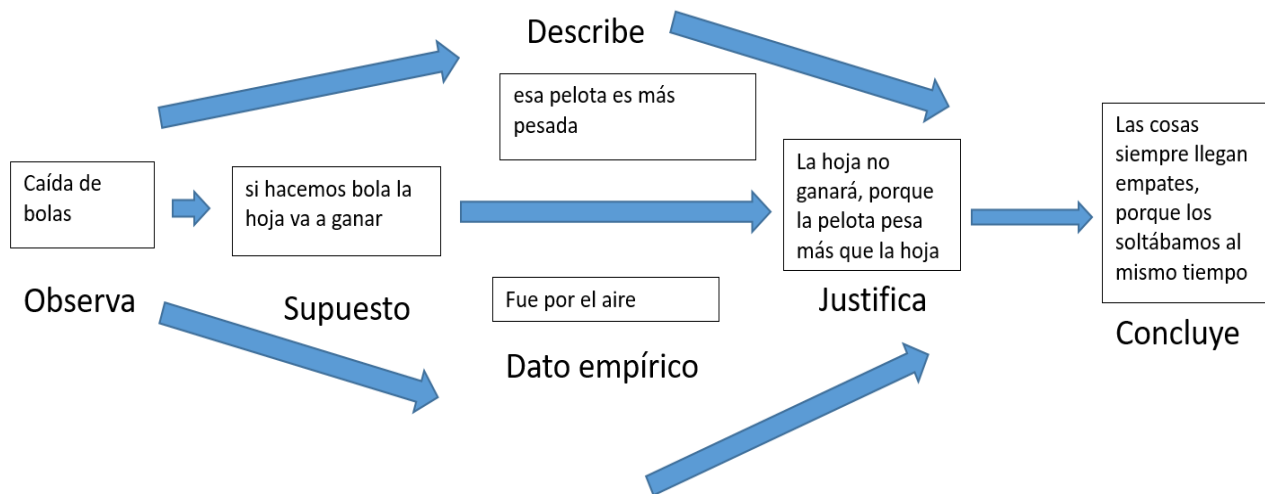 Describe
esa pelota es más
pesada
Caída de
bolas
Observa
si hacemos bola la
hoja va a ganar
Supuesto
Fue por el aire
Dato empírico
La hoja no
ganará, porque
la pelota pesa
más que la hoja
Justifica
Las cosas
siempre llegan
empates,
porque los
soltábamos al
mismo tiempo
Concluye